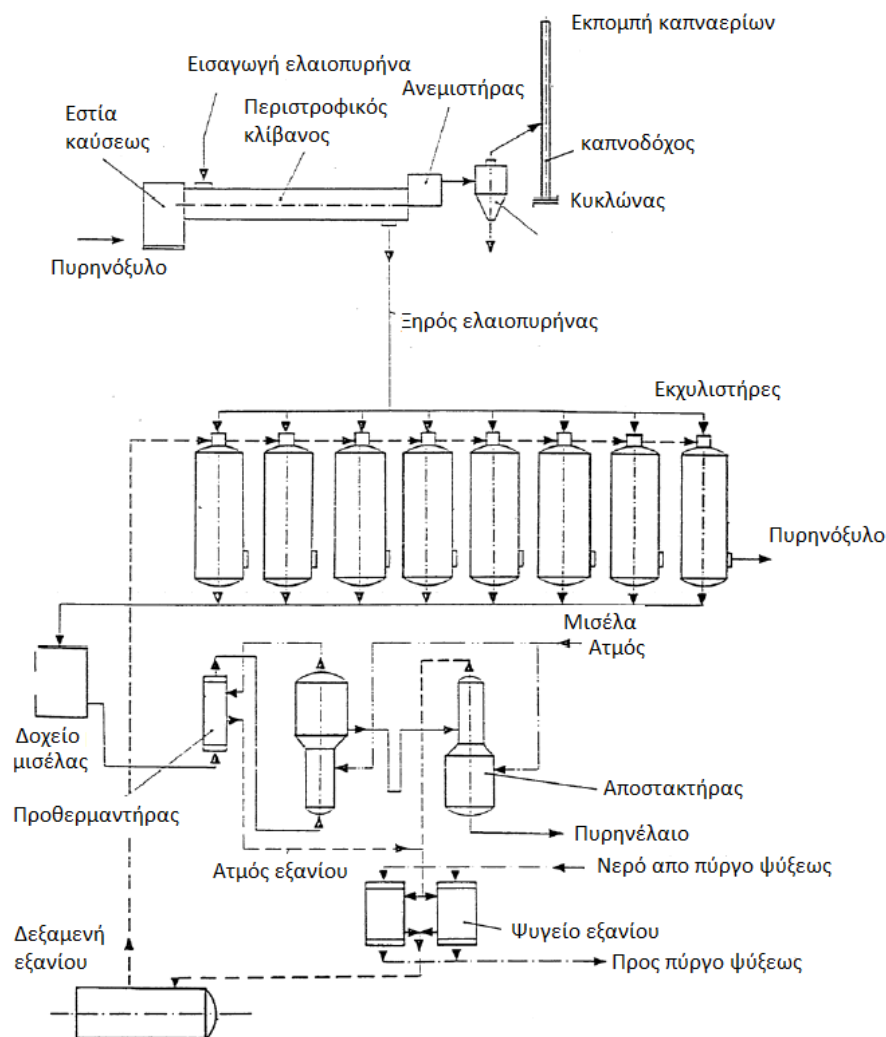 Εκπομπή καπναερίων
Εισαγωγή ελαιοπυρήνα
Ανεμιστήρας
Εστία
καύσεως
Περιστροφικός
κλίβανος
καπνοδόχος
Κυκλώνας
Πυρηνόξυλο
Ξηρός ελαιοπυρήνας
Εκχυλιστήρες
Πυρηνόξυλο
Μισέλα
Ατμός
Δοχείο
μισέλας
Αποστακτήρας
Προθερμαντήρας
Πυρηνέλαιο
Ατμός εξανίου
Νερό απο πύργο ψύξεως
Δεξαμενή
εξανίου
Ψυγείο εξανίου
Προς πύργο ψύξεως